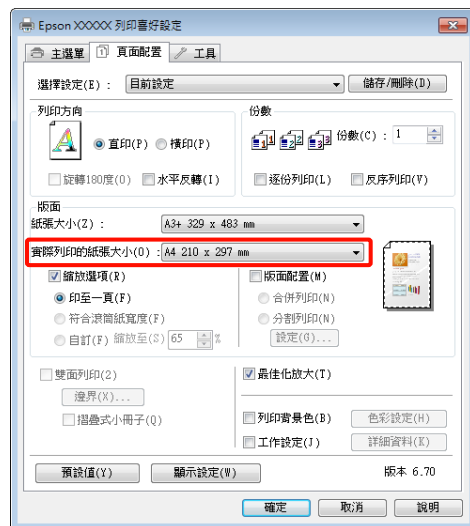 Epson XXXXX 列印喜好設定
主選單 頁面配置 工具
選擇設定(E) : 目前設定 儲存/刪除(D)
列印方向 份數
直印(P) 橫印(P) 份數(C) : 1
旋轉180度(0) 水平反轉(I) 逐份列印(L) 反序列印(V)
版面
紙張大小(Z) : A3+ 329 x 483 mm
實際列印的紙張大小(O) : A4 210 x 297 mm
縮放選項(R) 版面配置(M)
印至一頁(F) 合併列印(N)
符合滾筒紙寬度(F) 分割列印(N)
自訂(F) 縮放至(S) 65 % 設定(G)...
雙面列印(2) 最佳化放大(T)
邊界(X)...
摺疊式小冊子(Q) 列印背景色(B) 色彩設定(H)
工作設定(J) 詳細資料(K)
預設值(Y) 顯示設定(W) 版本 6.70
確定 取消 說明